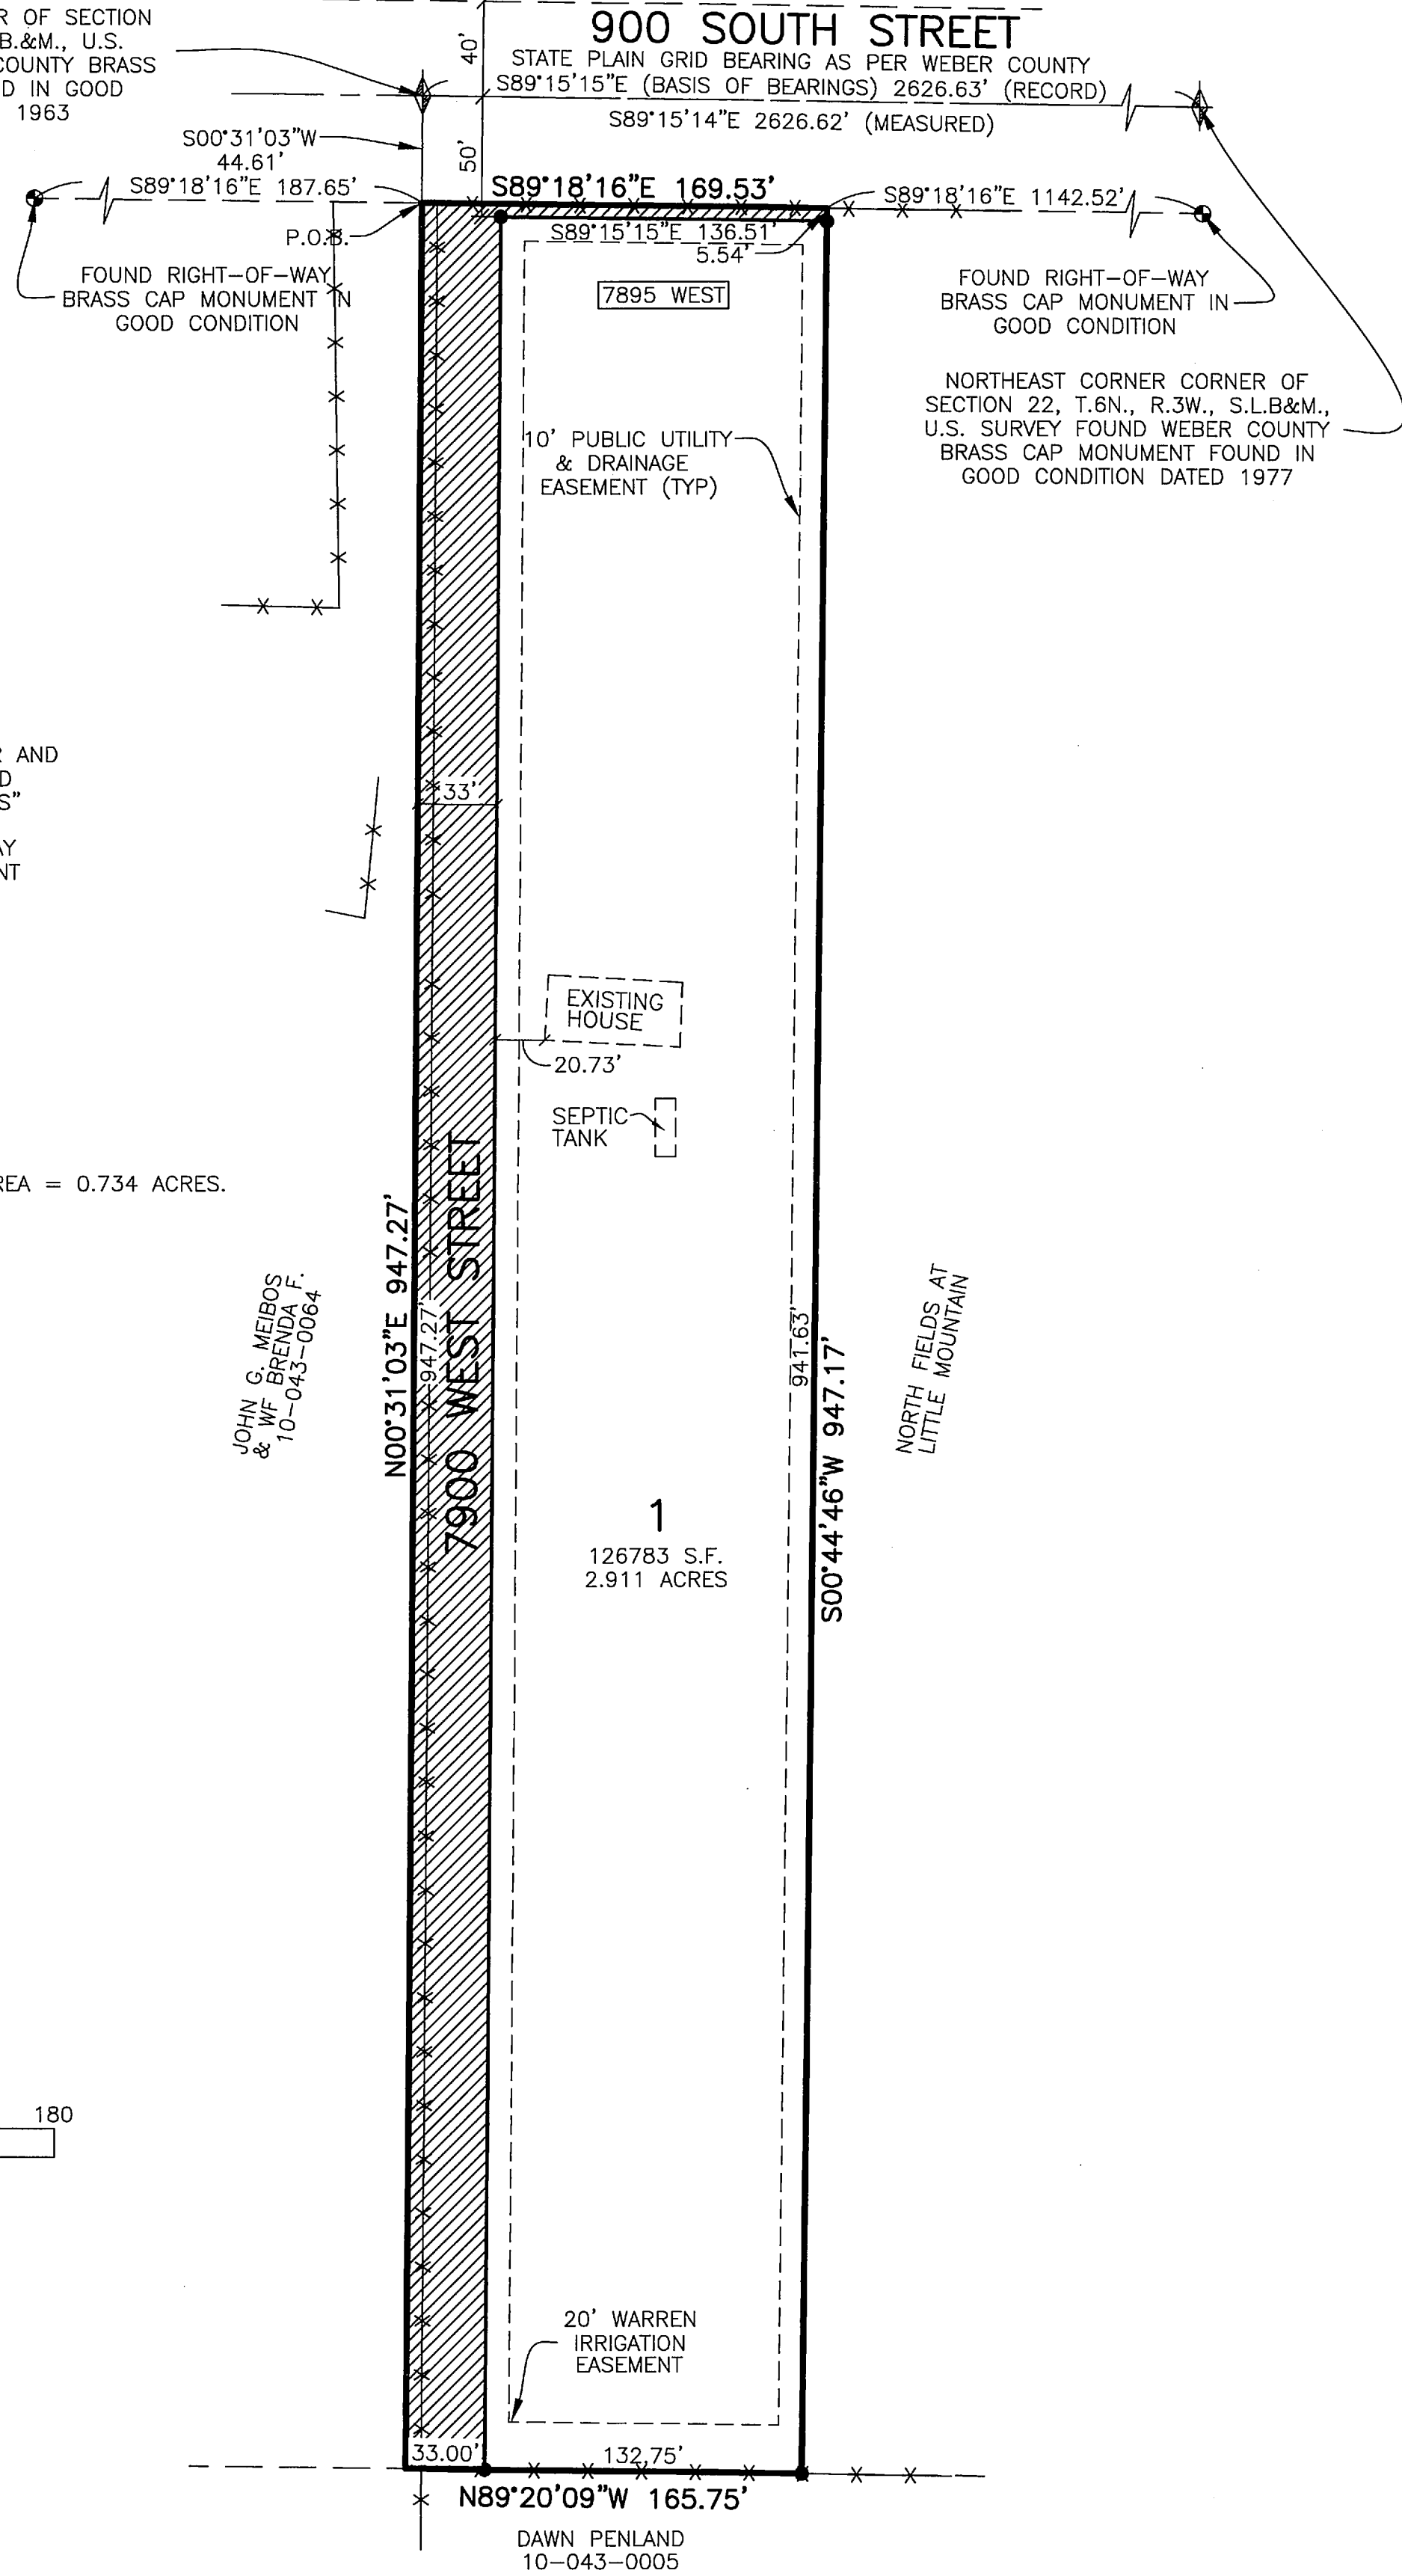 R OF SECTION
B.&M., U.S.
COUNTY BRASS
D IN GOOD
1963
40'
900 SOUTH STREET
STATE PLAIN GRID BEARING AS PER WEBER COUNTY
S89°15'15"E (BASIS OF BEARINGS) 2626.63' (RECORD)
S89°15'14"E 2626.62' (MEASURED)
S00°31'03"W
44.61'
50'
S89°18'16"E 187.65'
S89°18'16"E 169.53'
S89°18'16"E 1142.52'
P.O.B.
S89°15'15"E 136.51'
5.54'
FOUND RIGHT-OF-WAY
BRASS CAP MONUMENT IN
GOOD CONDITION
7895 WEST
FOUND RIGHT-OF-WAY
BRASS CAP MONUMENT IN
GOOD CONDITION
NORTHEAST CORNER CORNER OF
SECTION 22, T.6N., R.3W., S.L.B&M.,
U.S. SURVEY FOUND WEBER COUNTY
BRASS CAP MONUMENT FOUND IN
GOOD CONDITION DATED 1977
10' PUBLIC UTILITY
& DRAINAGE
EASEMENT (TYP)
R AND
D
S"
AY
NT
33'
EXISTING
HOUSE
20.73'
SEPTIC
TANK
REA = 0.734 ACRES.
JOHN G. MEIBOS
& WF BRENDA F.
10-043-0064
N00°31'03"E 947.27'
947.27'
7900 WEST STREET
941.63'
S00°44'46"W 947.17'
NORTH FIELDS AT
LITTLE MOUNTAIN
1
126783 S.F.
2.911 ACRES
180
20' WARREN
IRRIGATION
EASEMENT
33.00'
132.75'
N89°20'09"W 165.75'
DAWN PENLAND
10-043-0005